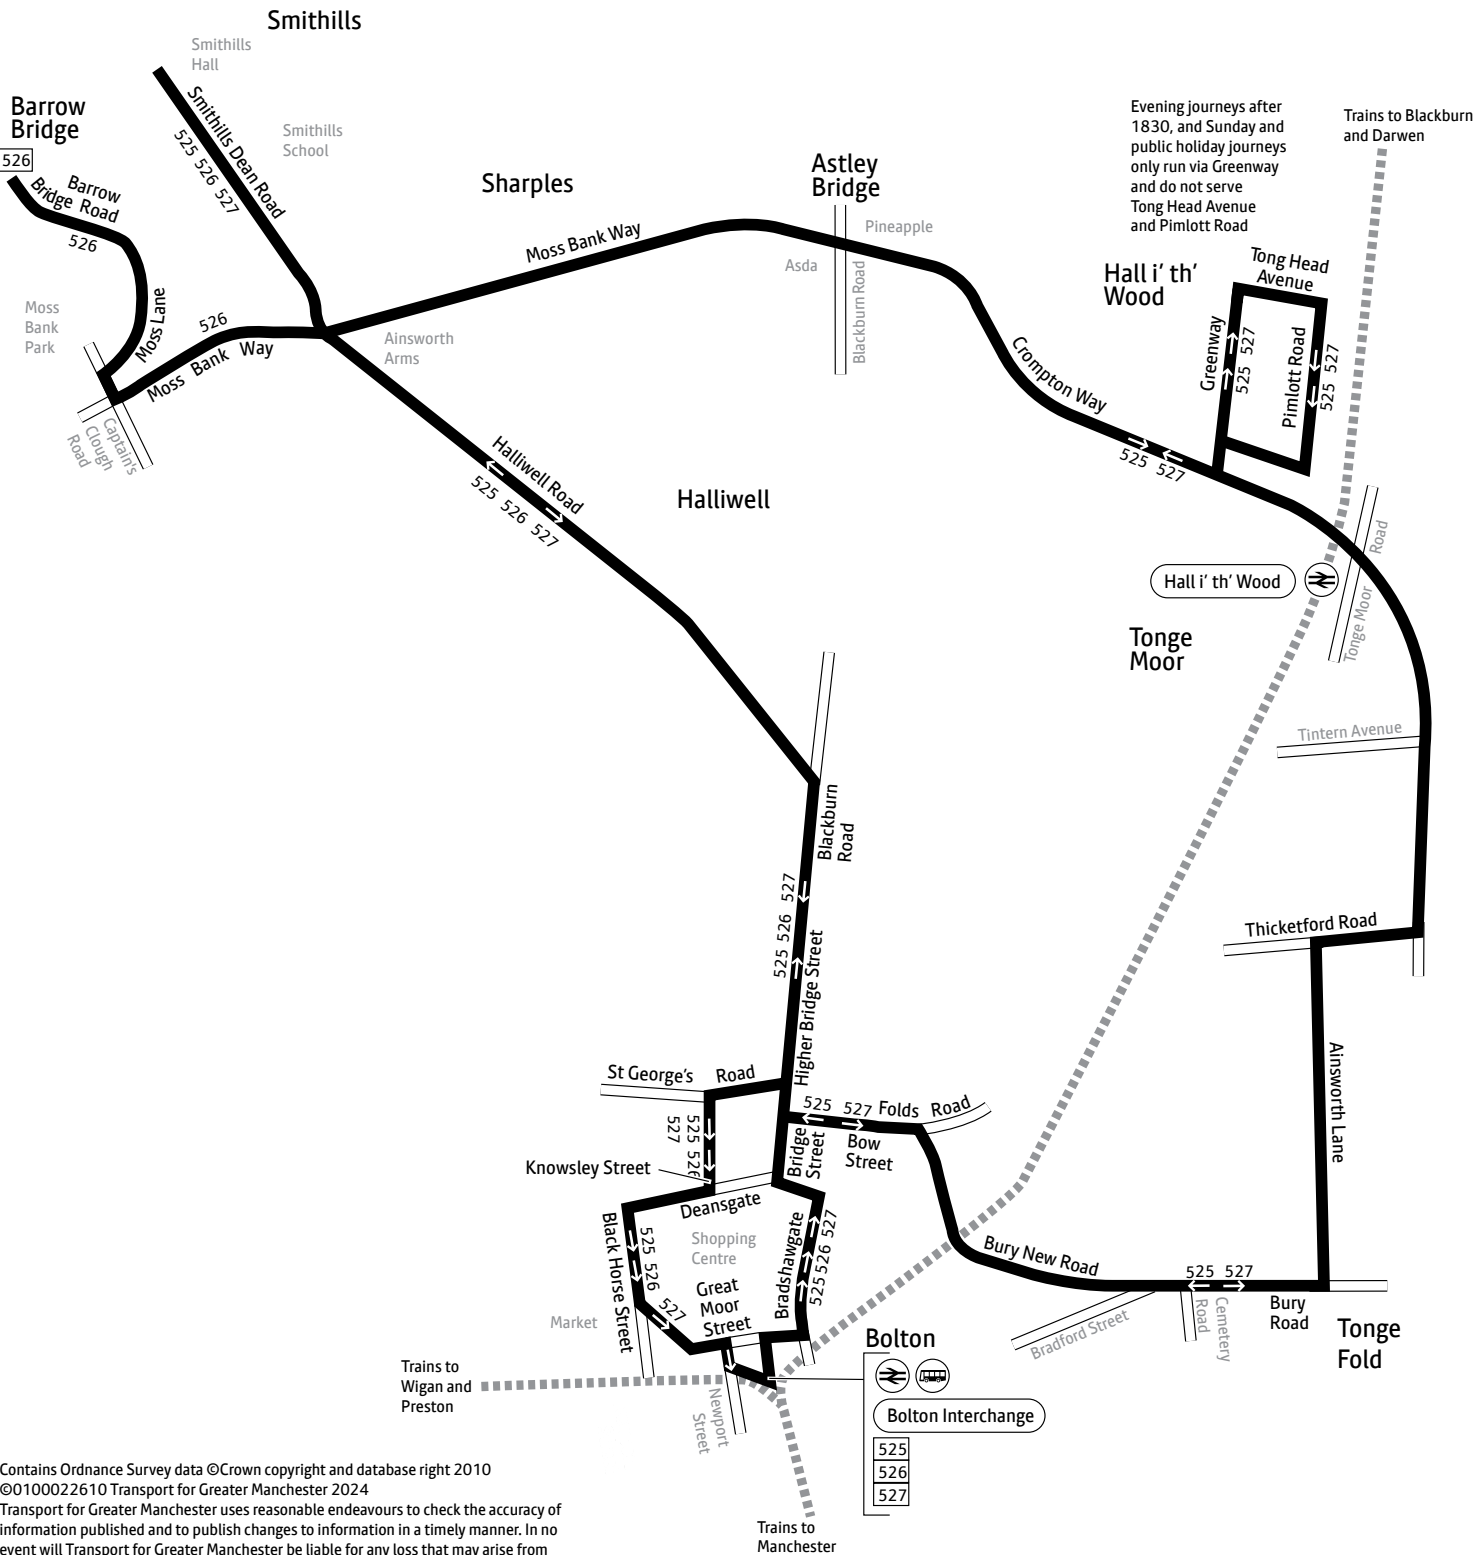 Smithills
Smithills
Hall
Barrow
Bridge
526
Smithills Dean Road
525 526 527
Smithills
School
Barrow
Bridge Road
526
Moss
Bank
Park
Moss Lane
526
Moss Bank Way
Captain's
Clough
Road
Sharples
Moss Bank Way
Ainsworth
Arms
Astley
Bridge
Pineapple
Asda
Blackburn Road
Evening journeys after
1830, and Sunday and
public holiday journeys
only run via Greenway
and do not serve
Tong Head Avenue
and Pimlott Road
Trains to Blackburn
and Darwen
Hall i’ th’
Wood
Tong Head
Avenue
Greenway
525 527
Pimlott Road
525 527
Crompton Way
525 527
Halliwell Road
525 526 527
Halliwell
Hall i’ th’ Wood
Tonge Moor Road
Tonge
Moor
Tintern Avenue
Blackburn
Road
525 526 527
Higher Bridge Street
Thicketford Road
Ainsworth Lane
St George’s Road
525 526
527
Knowsley Street
525 527
Folds Road
Bow
Street
Bridge
Street
Deansgate
Black Horse Street
525 526
527
Shopping
Centre
Great
Moor
Street
Bradshawgate
525 526 527
Bury New Road
525 527
Bury
Road
Cemetery
Road
Bradford Street
Tonge
Fold
Market
Trains to
Wigan and
Preston
Newport
Street
Bolton
Bolton Interchange
525
526
527
Trains to
Manchester
Contains Ordnance Survey data ©Crown copyright and database right 2010
©0100022610 Transport for Greater Manchester 2024
Transport for Greater Manchester uses reasonable endeavours to check the accuracy of
information published and to publish changes to information in a timely manner. In no
event will Transport for Greater Manchester be liable for any loss that may arise from